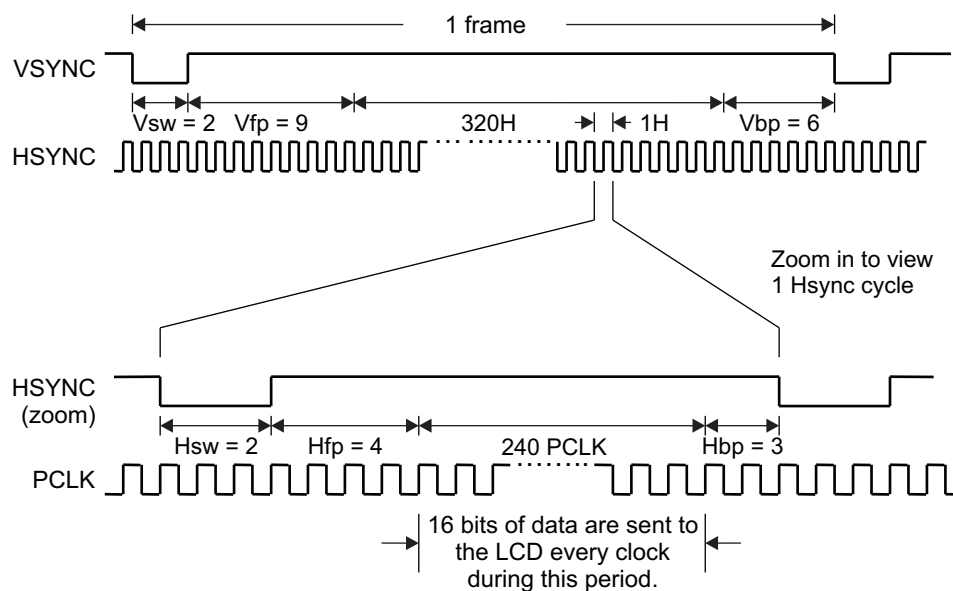 1 frame
VSYNC
Vsw = 2
Vfp = 9
320H
1H
Vbp = 6
HSYNC
Zoom in to view
1 Hsync cycle
HSYNC
(zoom)
Hsw = 2
Hfp = 4
240 PCLK
Hbp = 3
PCLK
16 bits of data are sent to
the LCD every clock
during this period.